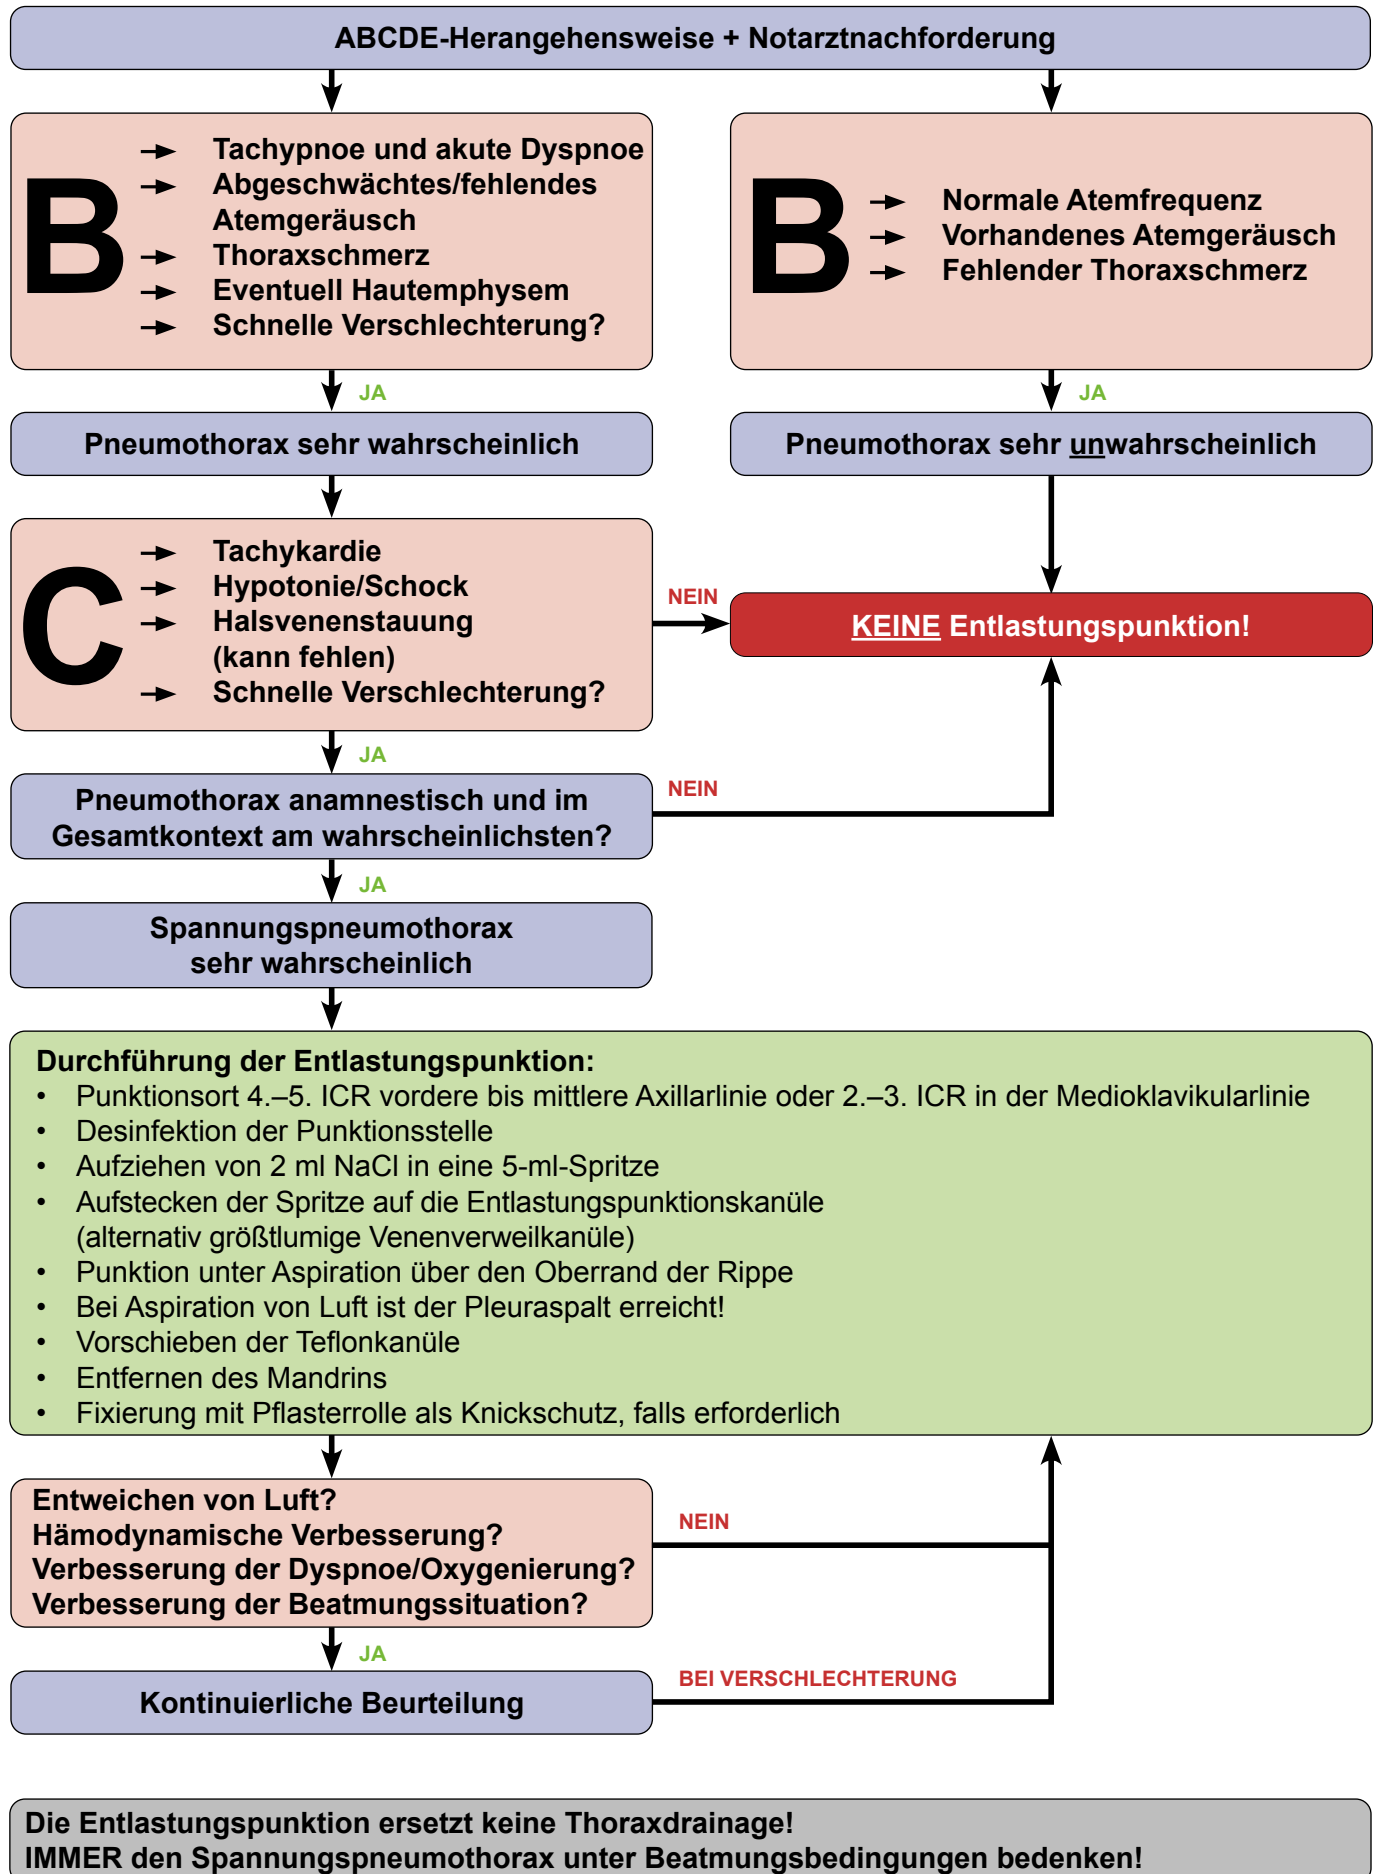 ABCDE-Herangehensweise + Notarztnachforderung
B
→ Tachypnoe und akute Dyspnoe
→ Abgeschwächtes/fehlendes
Atemgeräusch
→ Thoraxschmerz
→ Eventuell Hautemphysem
→ Schnelle Verschlechterung?
B
→ Normale Atemfrequenz
→ Vorhandenes Atemgeräusch
→ Fehlender Thoraxschmerz
JA
JA
Pneumothorax sehr wahrscheinlich
Pneumothorax sehr unwahrscheinlich
C
→ Tachykardie
→ Hypotonie/Schock
→ Halsvenenstauung
(kann fehlen)
→ Schnelle Verschlechterung?
NEIN
KEINE Entlastungspunktion!
JA
Pneumothorax anamnestisch und im
Gesamtkontext am wahrscheinlichsten?
NEIN
JA
Spannungspneumothorax
sehr wahrscheinlich
Durchführung der Entlastungspunktion:
• Punktionsort 4.–5. ICR vordere bis mittlere Axillarlinie oder 2.–3. ICR in der Medioklavikularlinie
• Desinfektion der Punktionsstelle
• Aufziehen von 2 ml NaCl in eine 5-ml-Spritze
• Aufstecken der Spritze auf die Entlastungspunktionskanüle
(alternativ größtlumige Venenverweilkanüle)
• Punktion unter Aspiration über den Oberrand der Rippe
• Bei Aspiration von Luft ist der Pleuraspalt erreicht!
• Vorschieben der Teflonkanüle
• Entfernen des Mandrins
• Fixierung mit Pflasterrolle als Knickschutz, falls erforderlich
Entweichen von Luft?
Hämodynamische Verbesserung?
Verbesserung der Dyspnoe/Oxygenierung?
Verbesserung der Beatmungssituation?
NEIN
JA
Kontinuierliche Beurteilung
BEI VERSCHLECHTERUNG
Die Entlastungspunktion ersetzt keine Thoraxdrainage!
IMMER den Spannungspneumothorax unter Beatmungsbedingungen bedenken!